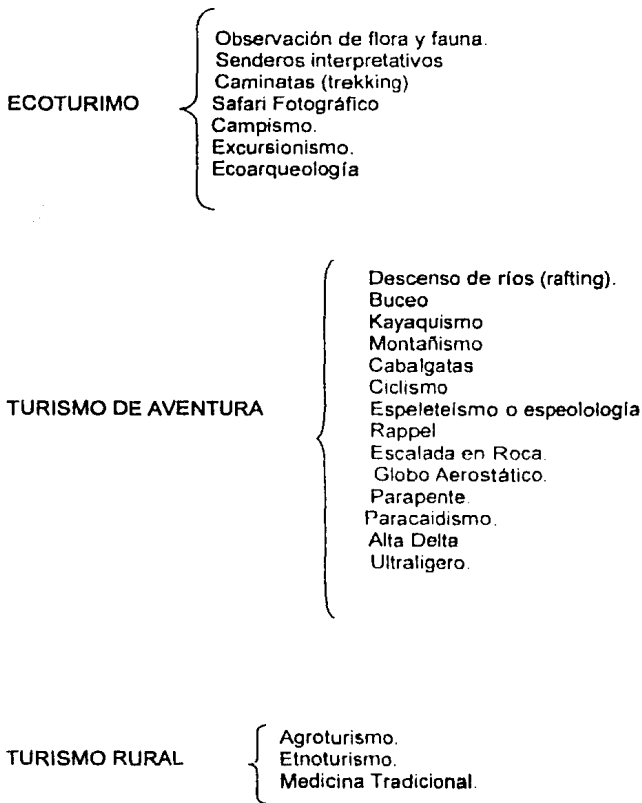 Observación de flora y fauna.
Senderos interpretativos
Caminatas (trekking)
ECOTURIMO
Safari Fotográfico
Campismo.
Excursionismo.
Ecoarqueología
Descenso de ríos (rafting).
Buceo
Kayaquismo
Montañismo
Cabalgatas
Ciclismo
TURISMO DE AVENTURA
Espeleteísmo o espeolología
Rappel
Escalada en Roca.
Globo Aerostático.
Parapente.
Paracaidismo.
Alta Delta
Ultraligero.
Agroturismo.
TURISMO RURAL
Etnoturismo.
Medicina Tradicional.